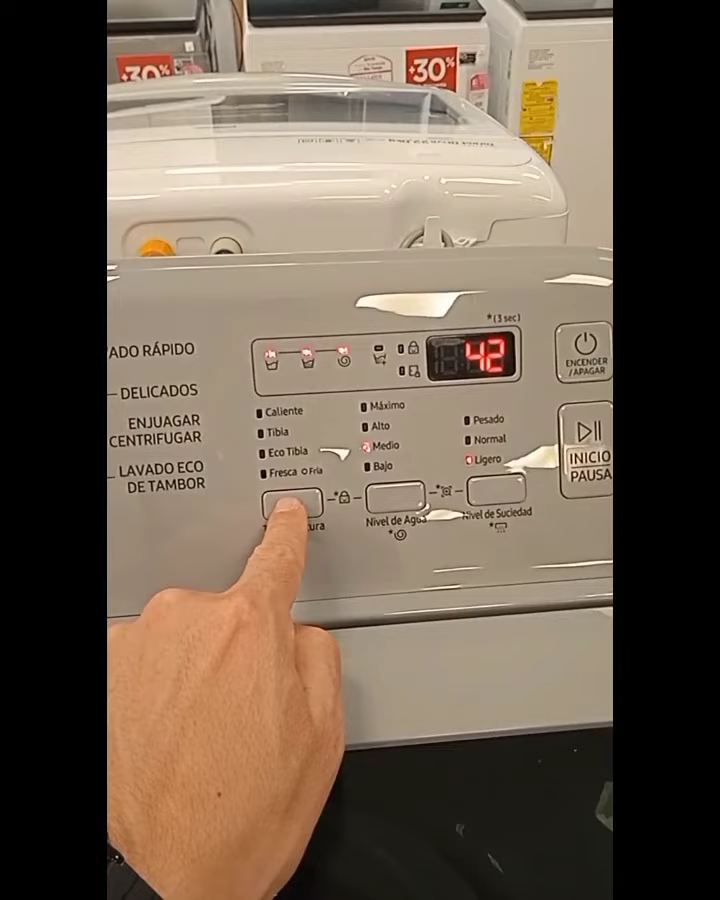 +30%
+30%
*(3 sec)
ADO RÁPIDO
DELICADOS
ENJUAGAR
CENTRIFUGAR
LAVADO ECO
DE TAMBOR
42
ENCENDER
/APAGAR
Caliente
Tibia
Eco Tibia
Fresca Fría
Máximo
Alto
Medio
Bajo
Pesado
Normal
Ligero
INICIO
PAUSA
ura
Nivel de Agua
Nivel de Suciedad